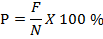 P = F/N X 100 %